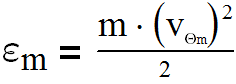 εm = m · (vΘm)² / 2